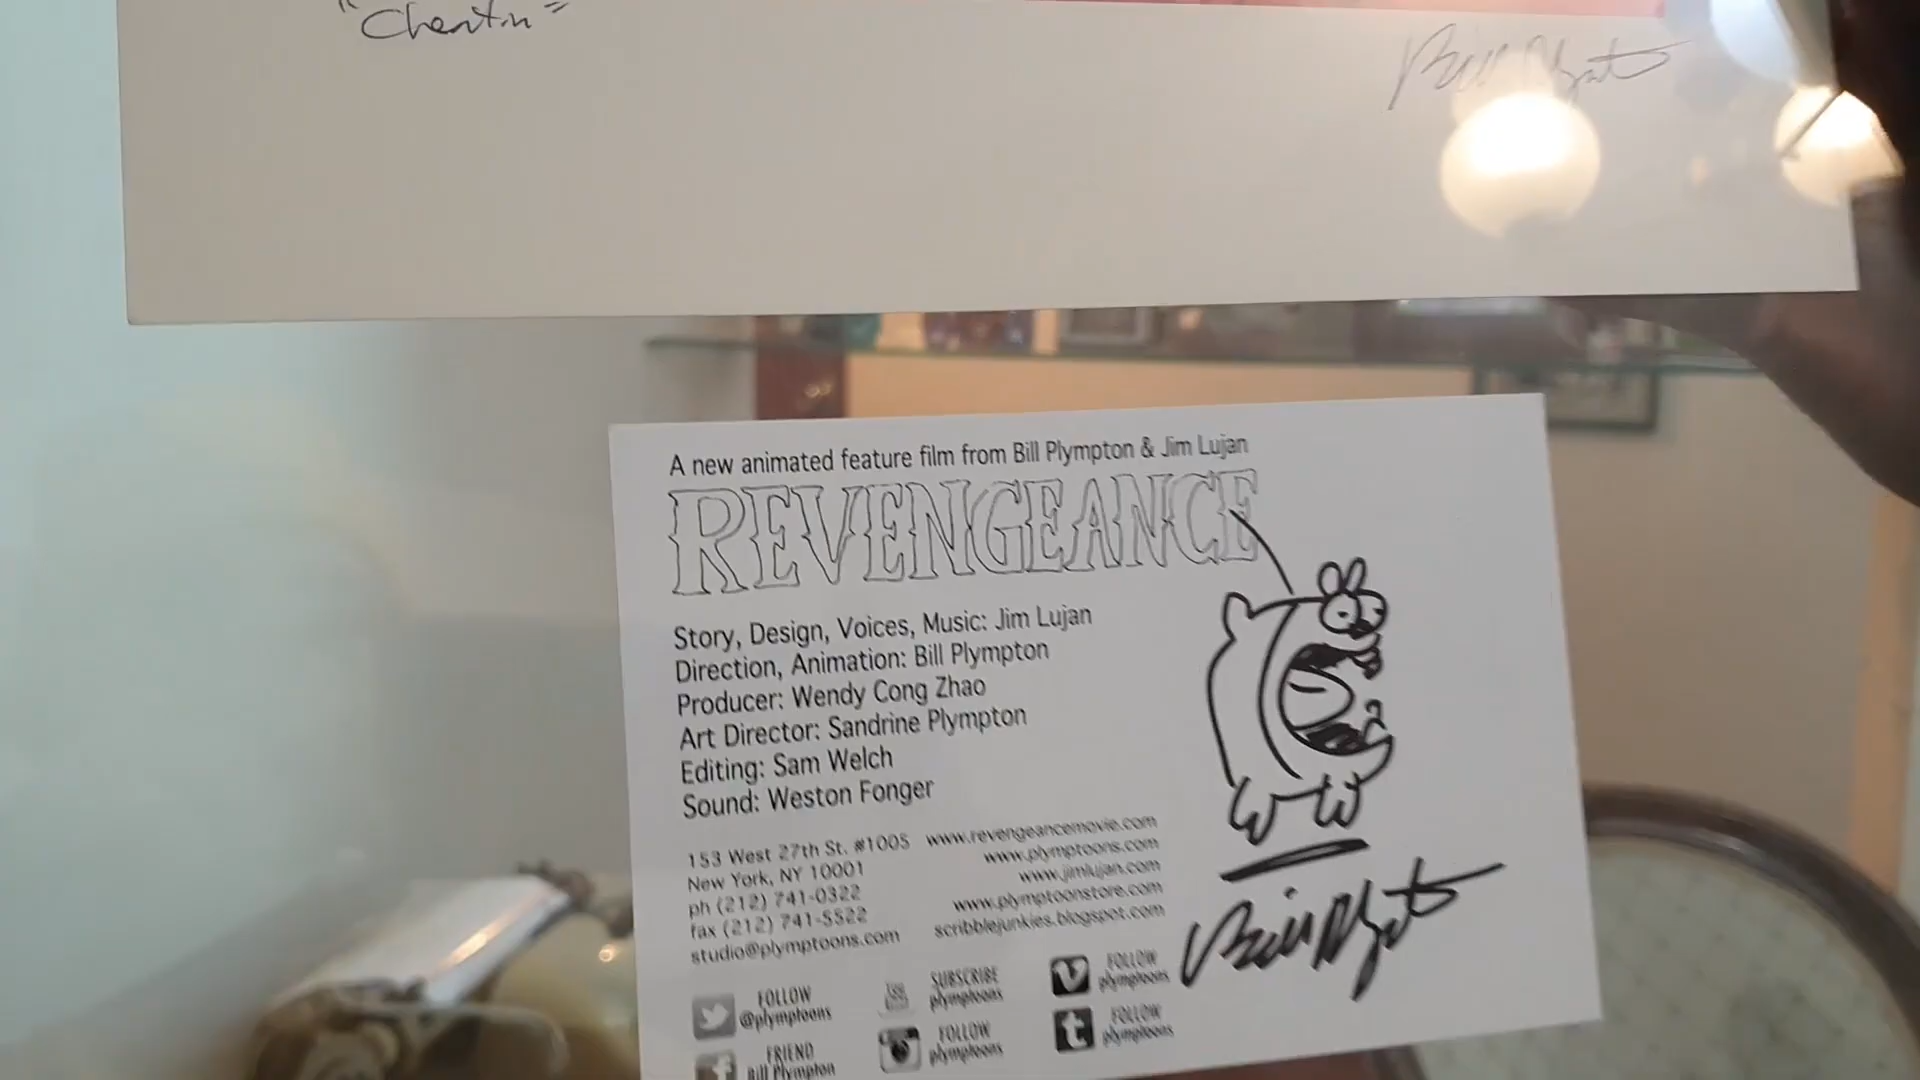 "Cheatin"
Bill Plympton
A new animated feature film from Bill Plympton & Jim Lujan
REVENGEANCE
Story, Design, Voices, Music: Jim Lujan
Direction, Animation: Bill Plympton
Producer: Wendy Cong Zhao
Art Director: Sandrine Plympton
Editing: Sam Welch
Sound: Weston Fonger
153 West 27th St. #1005
New York, NY 10001
ph (212) 741-0322
fax (212) 741-5522
studio@plymptoons.com
www.revengeancemovie.com
www.plymptoons.com
www.jimlujan.com
www.plymptoonstore.com
scribblejunkies.blogspot.com
Bill Plympton
FOLLOW
@plymptoons
SUBSCRIBE
plymptoons
FOLLOW
plymptoons
FRIEND
Bill Plympton
FOLLOW
plymptoons
FOLLOW
plymptoons